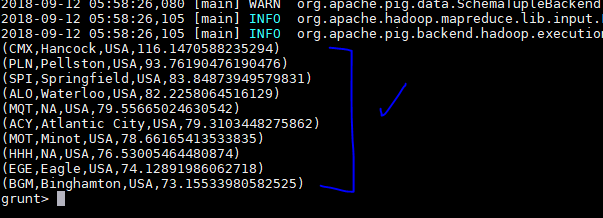 2018-09-12 05:58:26,080 [main] WARN  org.apache.pig.data.SchemaTupleBackend
2018-09-12 05:58:26,105 [main] INFO  org.apache.hadoop.mapreduce.lib.input.
2018-09-12 05:58:26,105 [main] INFO  org.apache.pig.backend.hadoop.execution
(CMX,Hancock,USA,116.1470588235294)
(PLN,Pellston,USA,93.76190476190476)
(SPI,Springfield,USA,83.84873949579831)
(ALO,Waterloo,USA,82.2258064516129)
(MQT,NA,USA,79.55665024630542)
(ACY,Atlantic City,USA,79.3103448275862)
(MOT,Minot,USA,78.66165413533835)
(HHH,NA,USA,76.53005464480874)
(EGE,Eagle,USA,74.12891986062718)
(BGM,Binghamton,USA,73.15533980582525)
grunt>